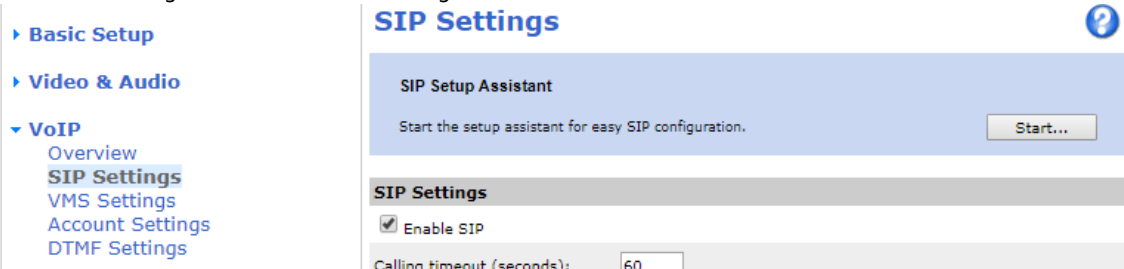 Basic Setup
Video & Audio
VoIP
Overview
SIP Settings
VMS Settings
Account Settings
DTMF Settings
SIP Settings
?
SIP Setup Assistant
Start the setup assistant for easy SIP configuration.
Start...
SIP Settings
Enable SIP
Calling timeout (seconds): 60